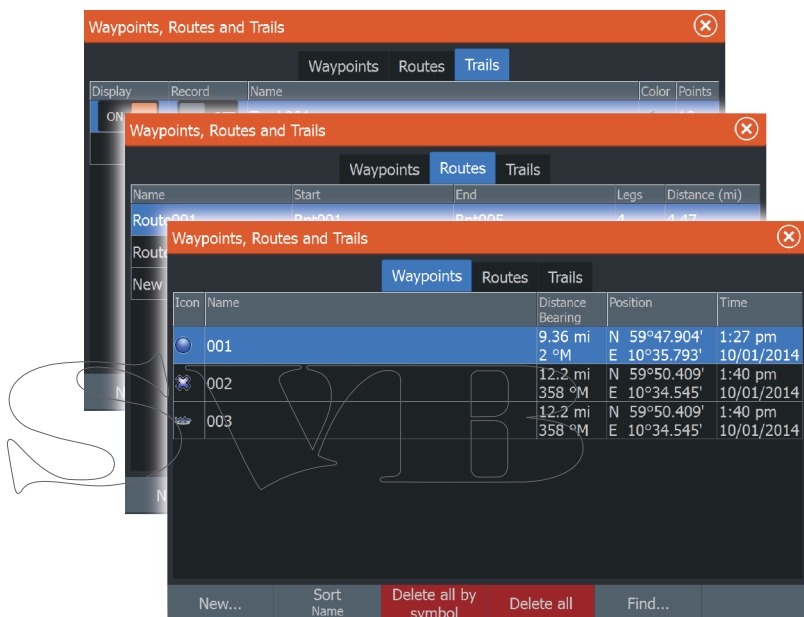 Waypoints, Routes and Trails
Waypoints Routes Trails
Display Record Name Color Points
ON
Waypoints, Routes and Trails
Waypoints Routes Trails
Name Start End Legs Distance (mi)
Route001 Rpt001 Rpt005 4 4.47
Route
New
Waypoints, Routes and Trails
Waypoints Routes Trails
Icon Name Distance Bearing Position Time
001 9.36 mi N 59°47.904' 1:27 pm
2 °M E 10°35.793' 10/01/2014
002 12.2 mi N 59°50.409' 1:40 pm
358 °M E 10°34.545' 10/01/2014
003 12.2 mi N 59°50.409' 1:40 pm
358 °M E 10°34.545' 10/01/2014
New... Sort Name Delete all by symbol Delete all Find...
N
N
SVB